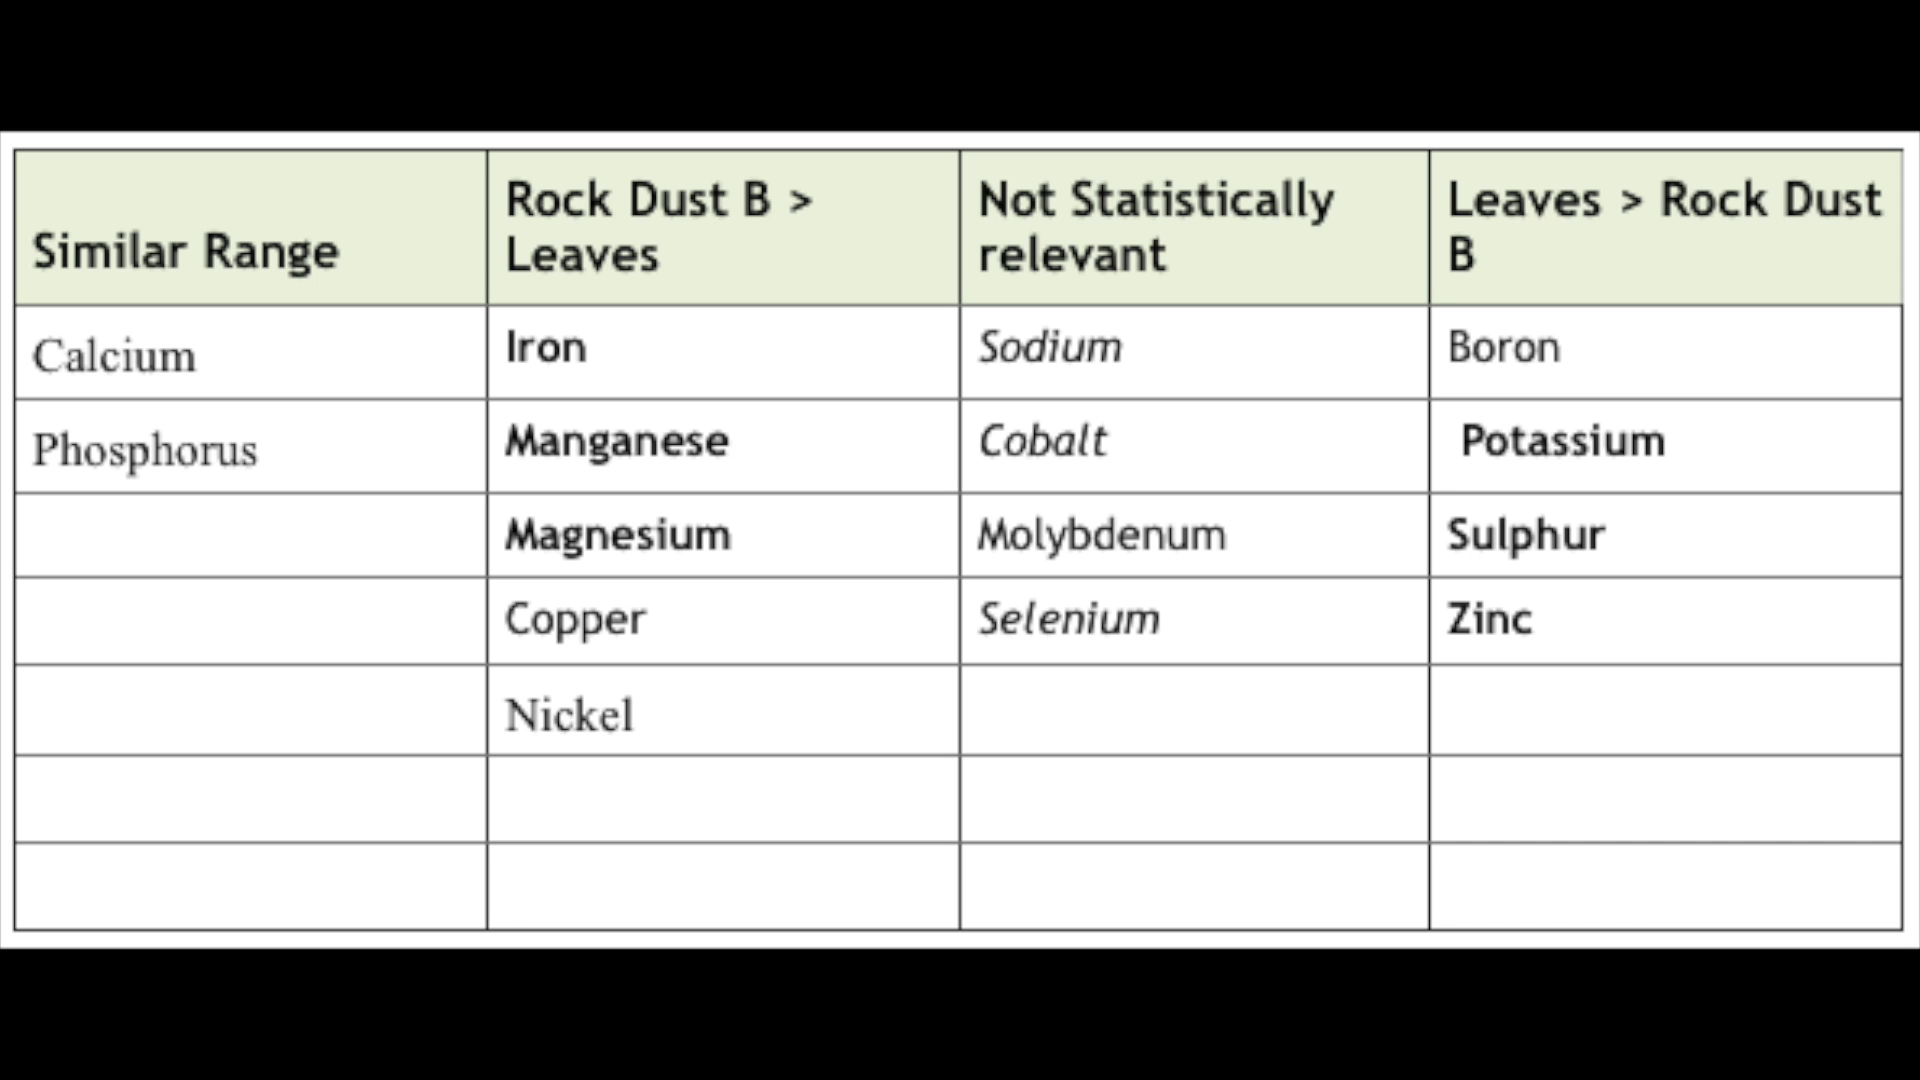 Similar Range
Rock Dust B >
Leaves
Not Statistically
relevant
Leaves > Rock Dust
B
Calcium
Iron
Sodium
Boron
Phosphorus
Manganese
Cobalt
Potassium
Magnesium
Molybdenum
Sulphur
Copper
Selenium
Zinc
Nickel